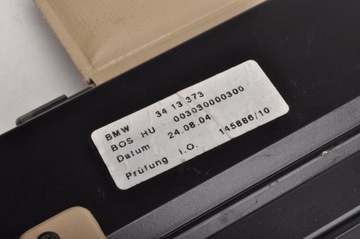 BMW 34 13 373
BOS HU 003030000300
Datum 24.08.04
Prüfung I.O. 145886/10